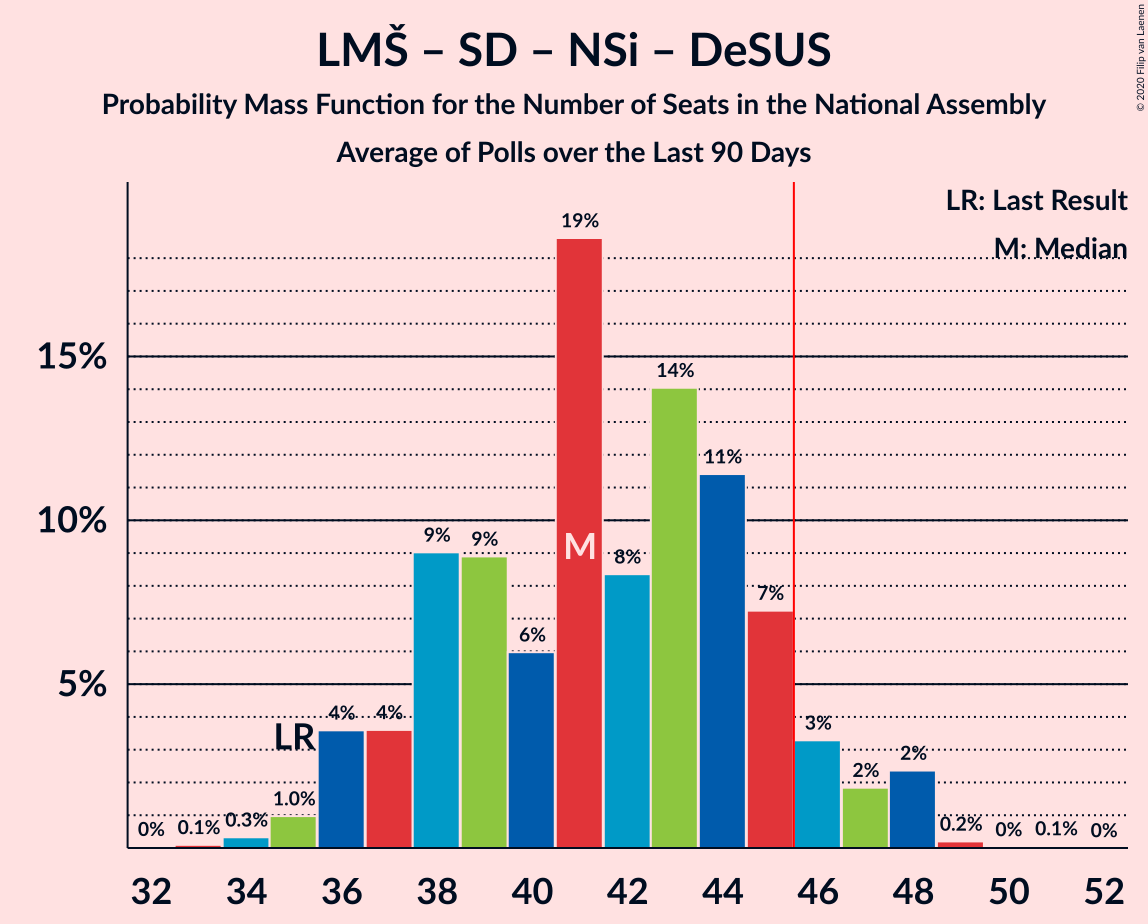 LMŠ – SD – NSi – DeSUS
Probability Mass Function for the Number of Seats in the National Assembly
Average of Polls over the Last 90 Days
© 2020 Filip van Laenen
LR: Last Result
M: Median
15%
10%
5%
0%
0.1%
0.3%
1.0%
LR
4%
4%
9%
9%
6%
19%
M
8%
14%
11%
7%
3%
2%
2%
0.2%
0%
0.1%
0%
32 34 36 38 40 42 44 46 48 50 52